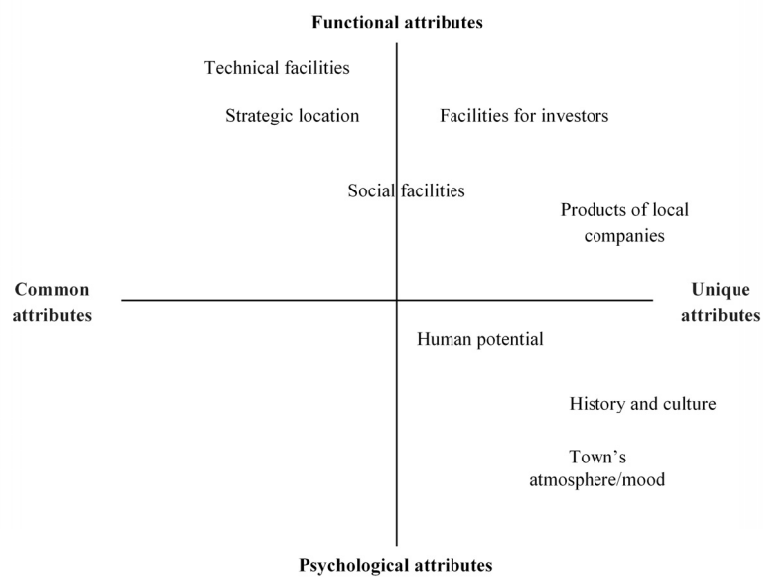 Functional attributes
Technical facilities
Strategic location
Facilities for investors
Social facilities
Products of local
companies
Common
attributes
Unique
attributes
Human potential
History and culture
Town's
atmosphere/mood
Psychological attributes